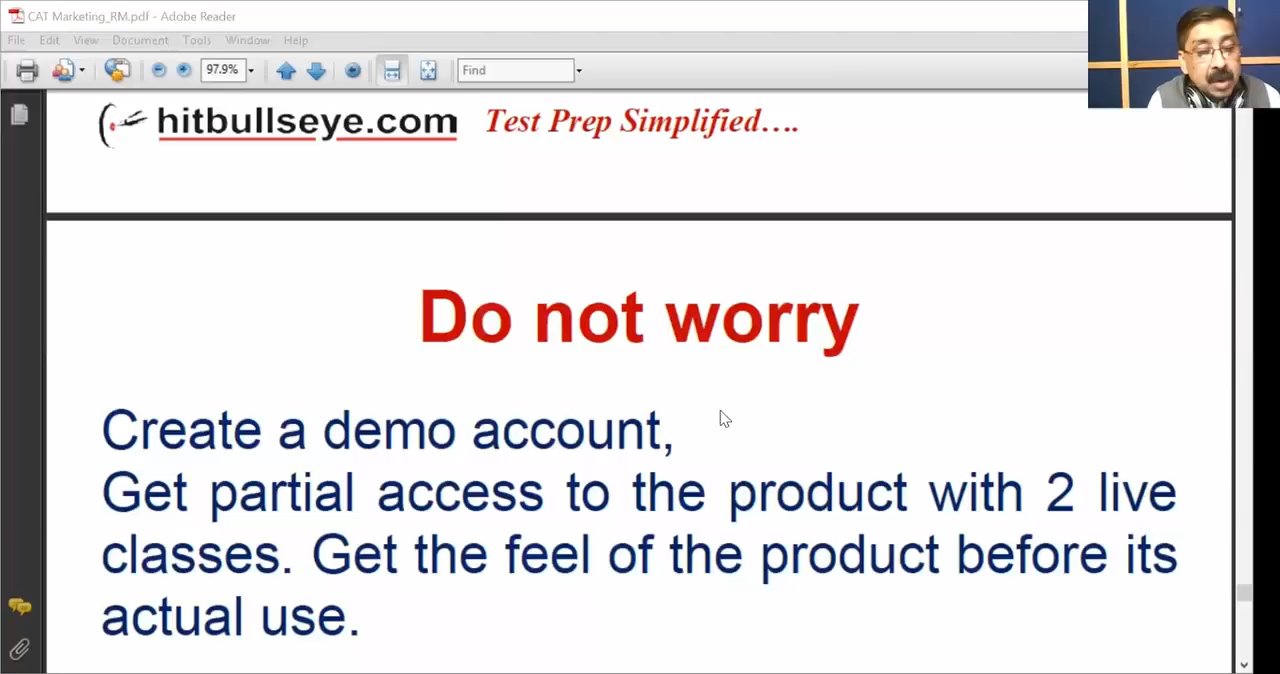 CAT Marketing_RM.pdf - Adobe Reader
File Edit View Document Tools Window Help
97.9% Find
hitbullseye.com Test Prep Simplified....
Do not worry
Create a demo account,
Get partial access to the product with 2 live
classes. Get the feel of the product before its
actual use.